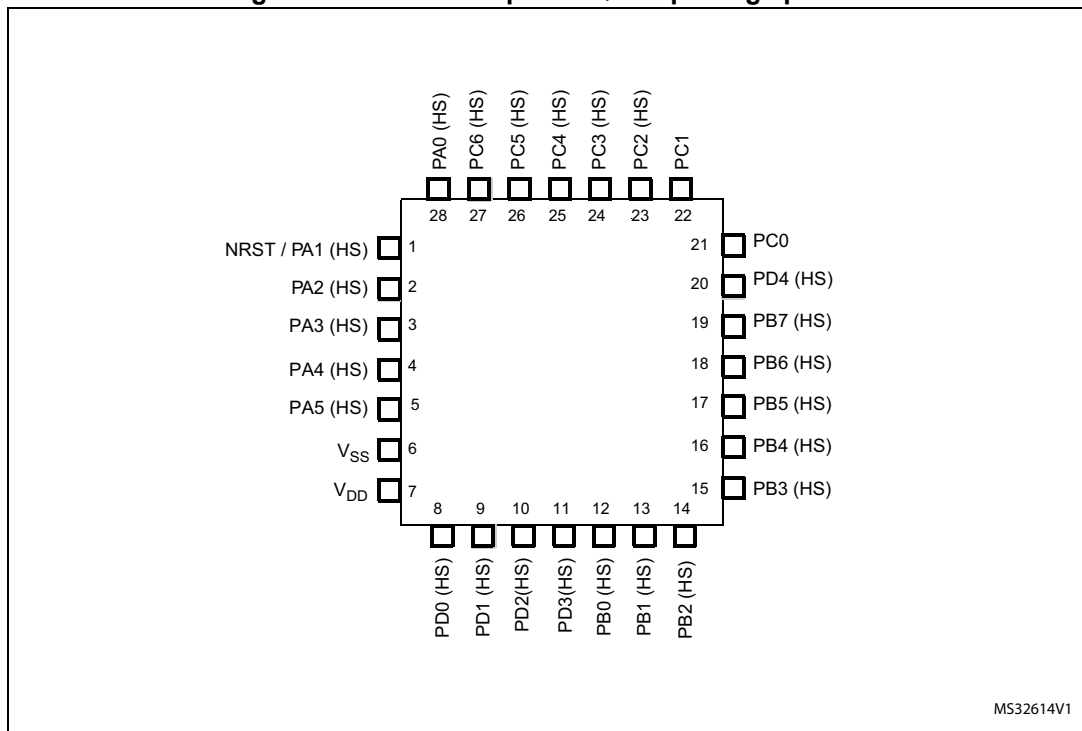 PA0 (HS)
PC6 (HS)
PC5 (HS)
PC4 (HS)
PC3 (HS)
PC2 (HS)
PC1
28 27 26 25 24 23 22
NRST / PA1 (HS) 1
PA2 (HS) 2
PA3 (HS) 3
PA4 (HS) 4
PA5 (HS) 5
VSS 6
VDD 7
21 PC0
20 PD4 (HS)
19 PB7 (HS)
18 PB6 (HS)
17 PB5 (HS)
16 PB4 (HS)
15 PB3 (HS)
8 9 10 11 12 13 14
PD0 (HS)
PD1 (HS)
PD2(HS)
PD3(HS)
PB0 (HS)
PB1 (HS)
PB2 (HS)
MS32614V1